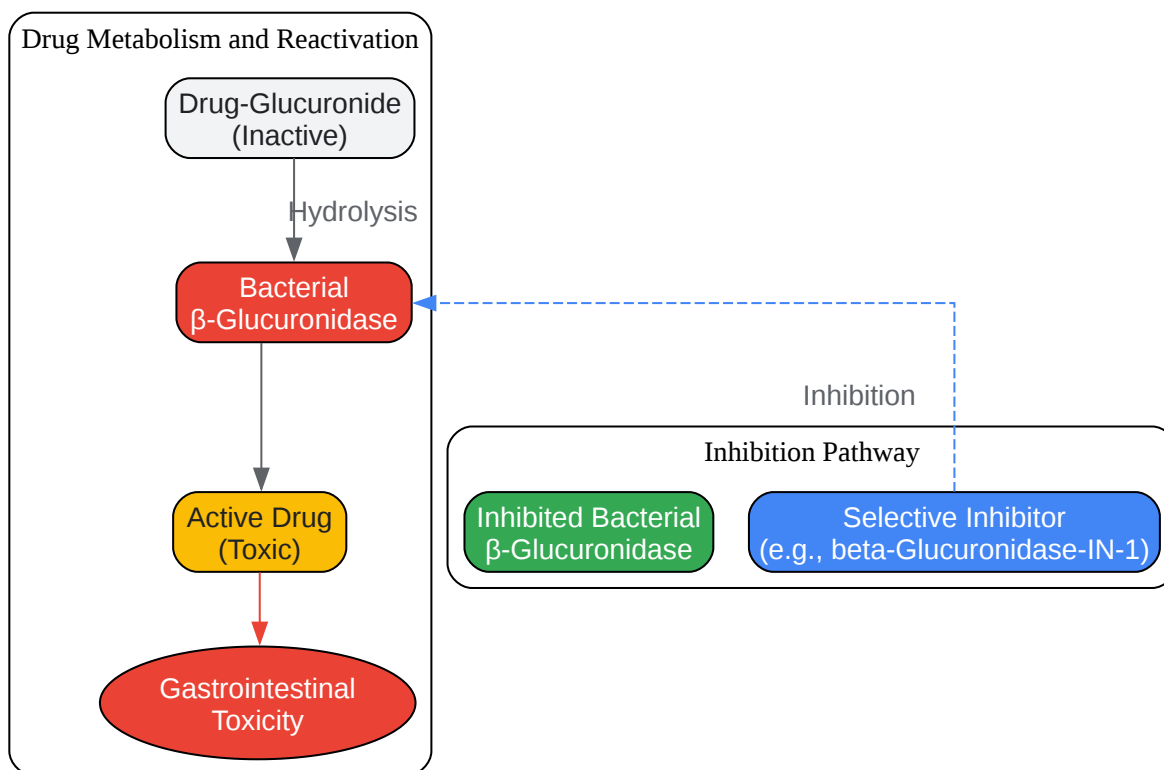 Drug Metabolism and Reactivation
Drug-Glucuronide
(Inactive)
Hydrolysis
Bacterial
β-Glucuronidase
Active Drug
(Toxic)
Gastrointestinal
Toxicity
Inhibition
Inhibition Pathway
Inhibited Bacterial
β-Glucuronidase
Selective Inhibitor
(e.g., beta-Glucuronidase-IN-1)